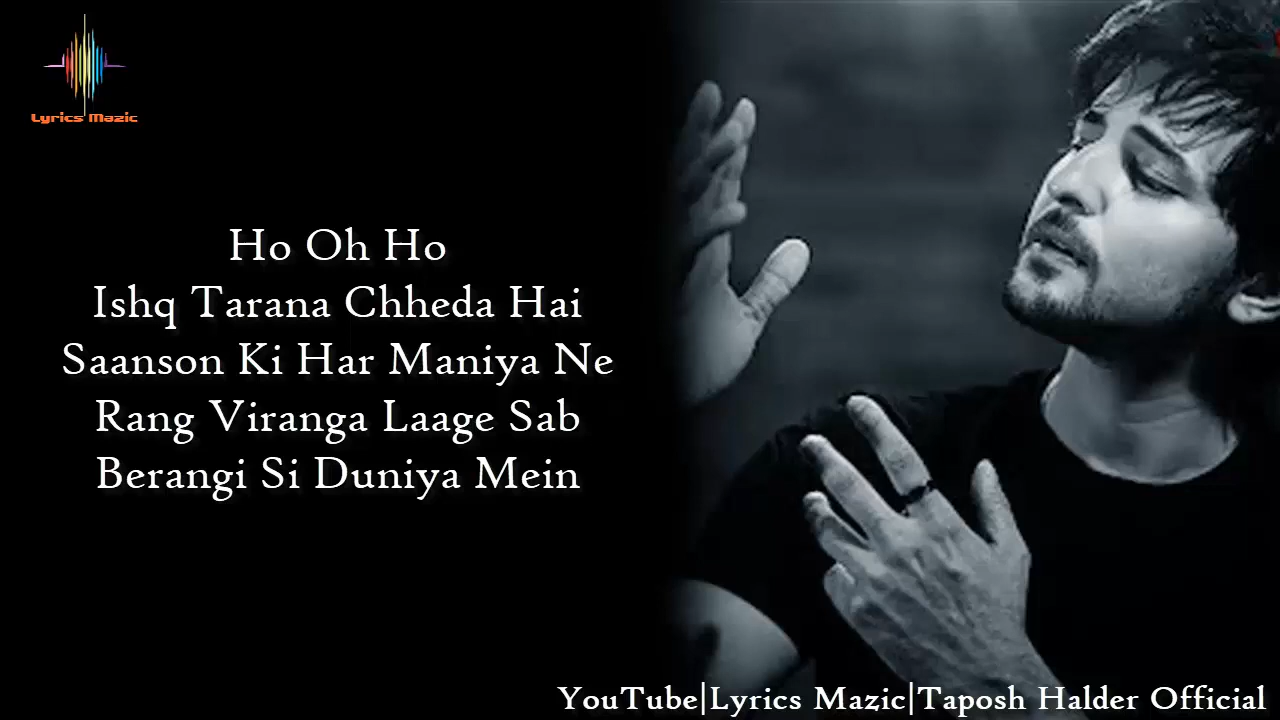 Lyrics Mazic
Ho Oh Ho
Ishq Tarana Chheda Hai
Saanson Ki Har Maniya Ne
Rang Viranga Laage Sab
Berangi Si Duniya Mein
YouTube|Lyrics Mazic|Taposh Halder Official